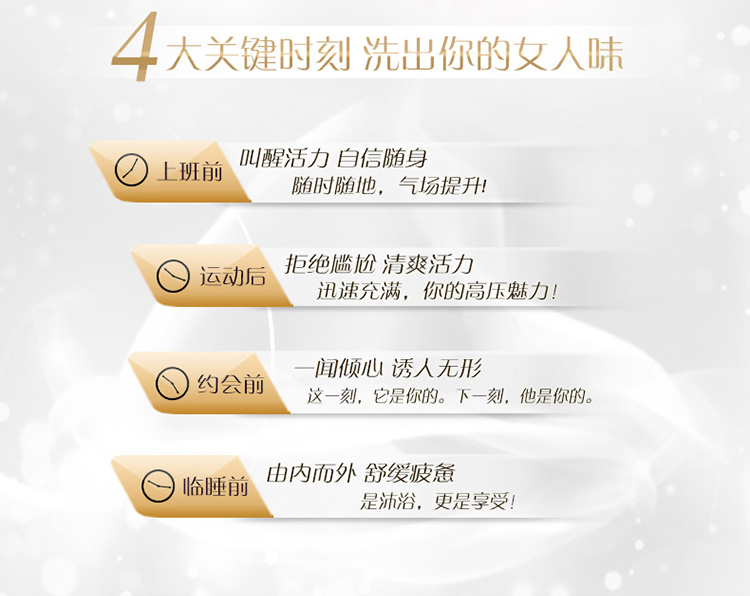 4大关键时刻 洗出你的女人味
上班前
叫醒活力 自信随身
随时随地，气场提升!
运动后
拒绝尴尬 清爽活力
迅速充满，你的高压魅力!
约会前
一闻倾心 诱人无形
这一刻，它是你的。下一刻，他是你的。
临睡前
由内而外 舒缓疲惫
是沐浴，更是享受!